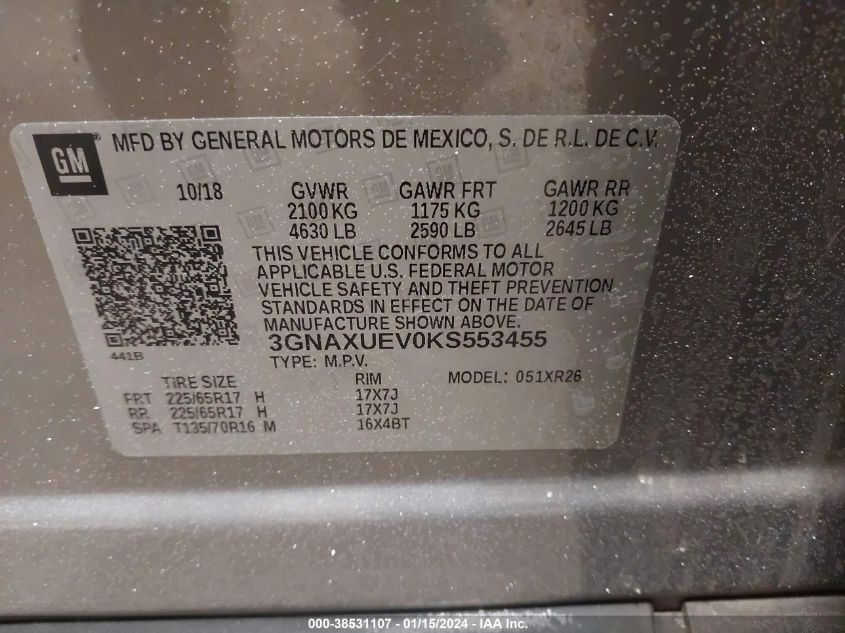 GM
®
MFD BY GENERAL MOTORS DE MEXICO, S. DE R.L. DE C.V.
10/18 GVWR GAWR FRT GAWR RR
2100 KG 1175 KG 1200 KG
4630 LB 2590 LB 2645 LB
THIS VEHICLE CONFORMS TO ALL
APPLICABLE U.S. FEDERAL MOTOR
VEHICLE SAFETY AND THEFT PREVENTION
STANDARDS IN EFFECT ON THE DATE OF
MANUFACTURE SHOWN ABOVE.
441B 3GNAXUEV0KS553455
TYPE: M.P.V.
TIRE SIZE RIM MODEL: 051XR26
FRT 225/65R17 H 17X7J
RR 225/65R17 H 17X7J
SPA T135/70R16 M 16X4BT
000-38531107 - 01/15/2024 - IAA Inc.